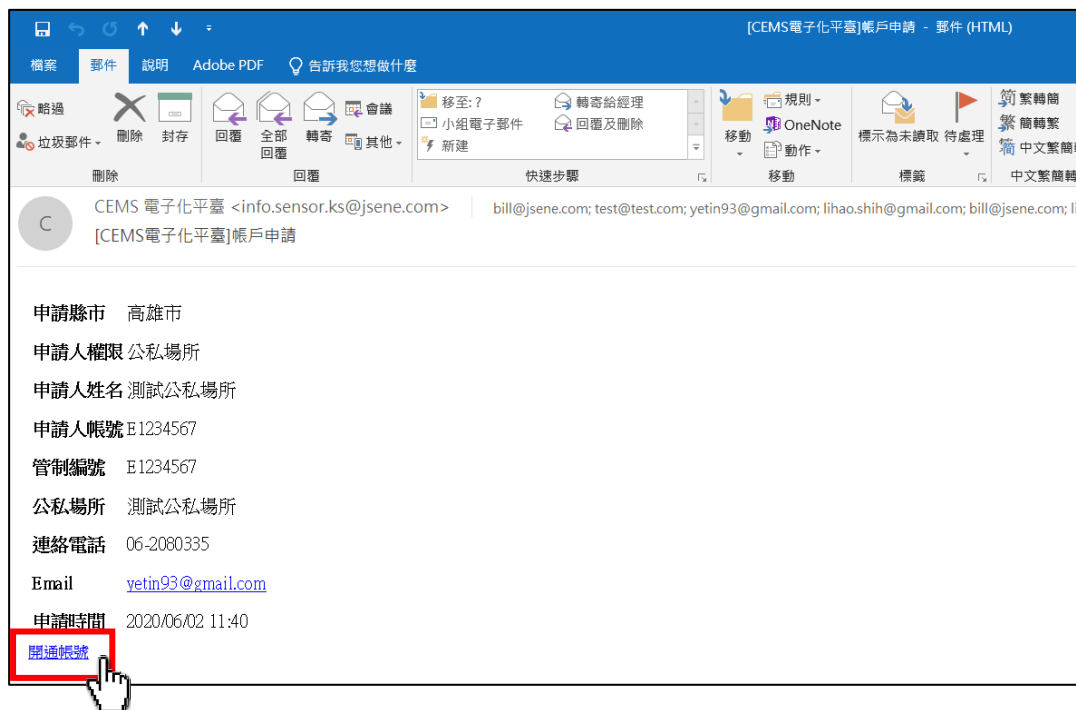 [CEMS電子化平臺]帳戶申請 - 郵件 (HTML)
檔案 郵件 說明 Adobe PDF 告訴我您想做什麼
略過
垃圾郵件
刪除 封存
刪除
回覆 全部回覆 轉寄
會議
其他
回覆
移至: ? 轉寄給經理
小組電子郵件 回覆及刪除
新建
快速步驟
移動
規則
OneNote
動作
移動
標示為未讀取 待處理
標籤
简 繁轉簡
繁 簡轉繁
简 中文繁簡
中文繁簡轉
C
CEMS 電子化平臺 <info.sensor.ks@jsene.com> bill@jsene.com; test@test.com; yetin93@gmail.com; lihao.shih@gmail.com; bill@jsene.com; li
[CEMS電子化平臺]帳戶申請
申請縣市 高雄市
申請人權限 公私場所
申請人姓名 測試公私場所
申請人帳號 E1234567
管制編號 E1234567
公私場所 測試公私場所
連絡電話 06-2080335
Email yetin93@gmail.com
申請時間 2020/06/02 11:40
開通帳號